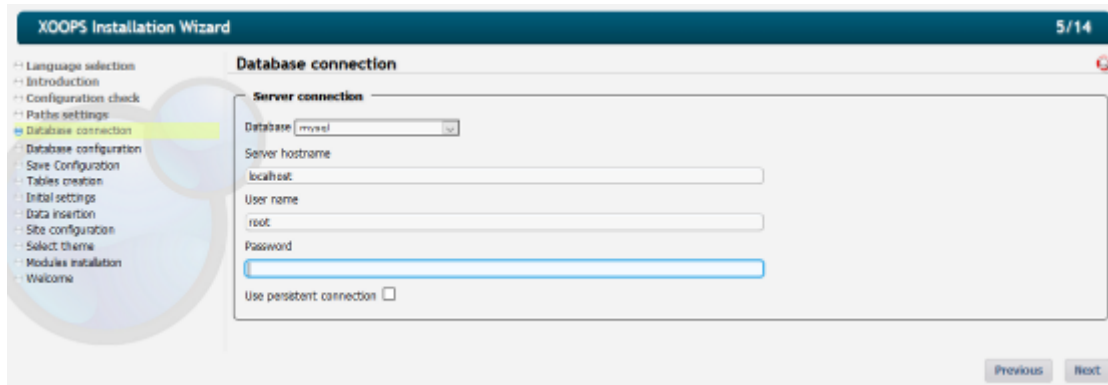 XOOPS Installation Wizard 5/14
Language selection
Introduction
Configuration check
Paths settings
Database connection
Database configuration
Save Configuration
Tables creation
Initial settings
Data insertion
Site configuration
Select theme
Modules installation
Welcome
Database connection
Server connection
Database mysql
Server hostname
localhost
User name
root
Password
Use persistent connection
Previous Next